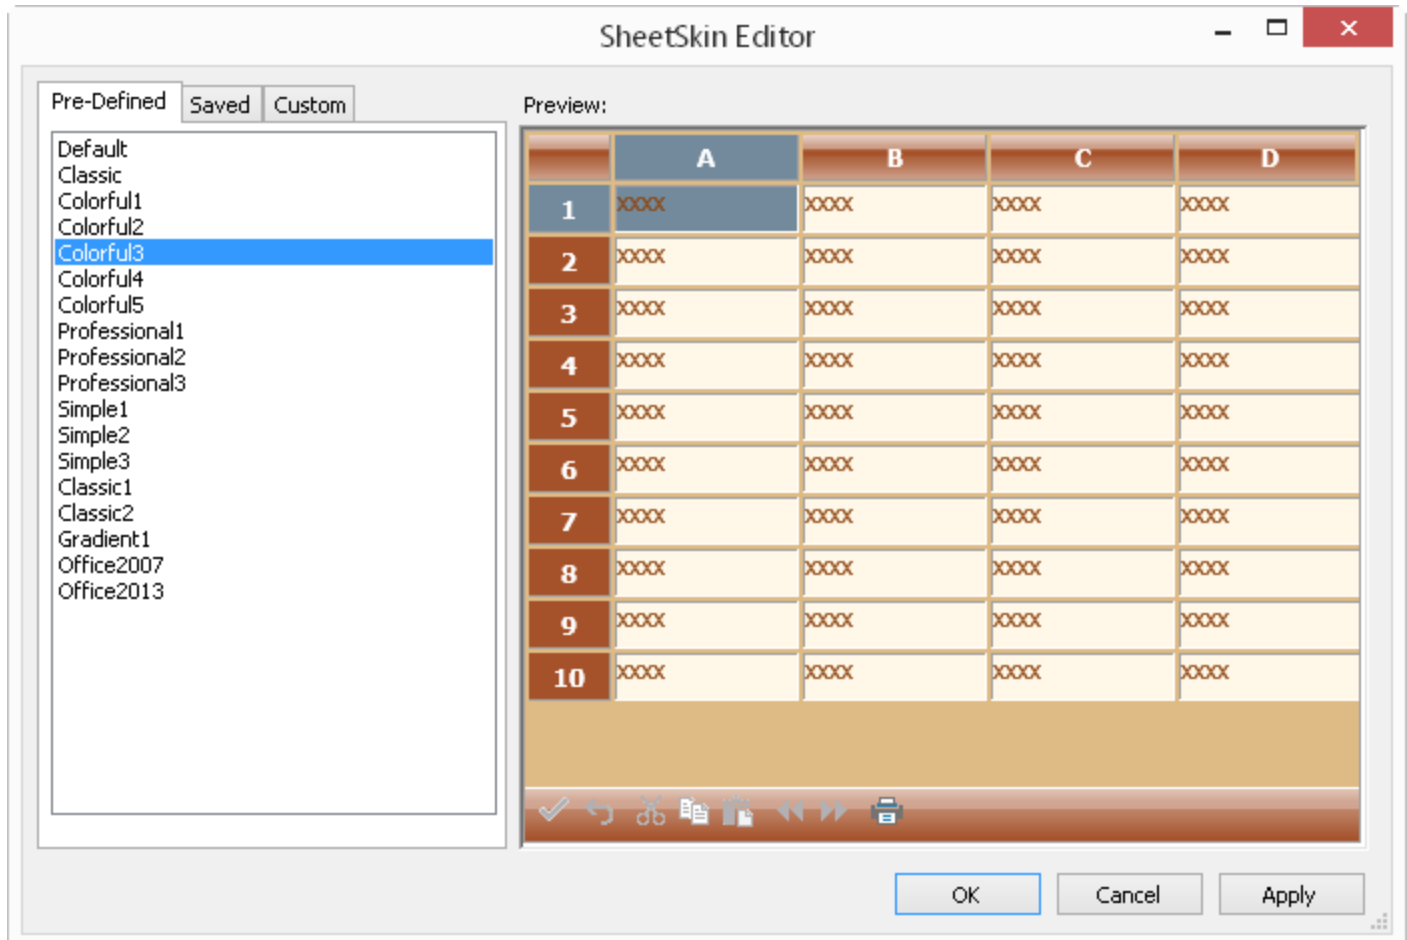 SheetSkin Editor
Pre-Defined Saved Custom
Default
Classic
Colorful1
Colorful2
Colorful3
Colorful4
Colorful5
Professional1
Professional2
Professional3
Simple1
Simple2
Simple3
Classic1
Classic2
Gradient1
Office2007
Office2013
Preview:
A B C D
1 xxxx xxxx xxxx xxxx
2 xxxx xxxx xxxx xxxx
3 xxxx xxxx xxxx xxxx
4 xxxx xxxx xxxx xxxx
5 xxxx xxxx xxxx xxxx
6 xxxx xxxx xxxx xxxx
7 xxxx xxxx xxxx xxxx
8 xxxx xxxx xxxx xxxx
9 xxxx xxxx xxxx xxxx
10 xxxx xxxx xxxx xxxx
OK Cancel Apply